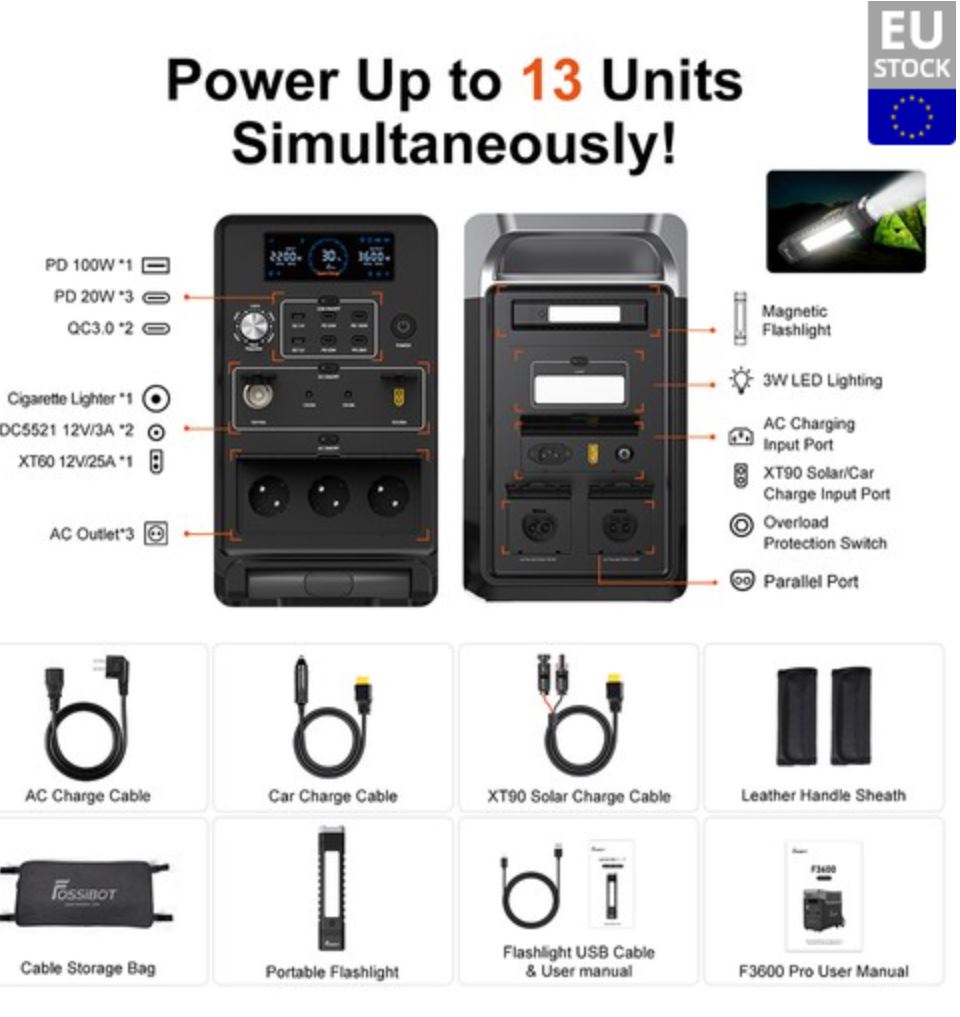 EU
STOCK
Power Up to 13 Units
Simultaneously!
PD 100W *1
PD 20W *3
QC3.0 *2
Cigarette Lighter *1
DC5521 12V/3A *2
XT60 12V/25A *1
AC Outlet*3
2200
30
3600
POWER
Magnetic
Flashlight
3W LED Lighting
AC Charging
Input Port
XT90 Solar/Car
Charge Input Port
Overload
Protection Switch
Parallel Port
AC Charge Cable
Car Charge Cable
XT90 Solar Charge Cable
Leather Handle Sheath
FOSSiBOT
Cable Storage Bag
Portable Flashlight
Flashlight USB Cable
& User manual
F3600
F3600 Pro User Manual